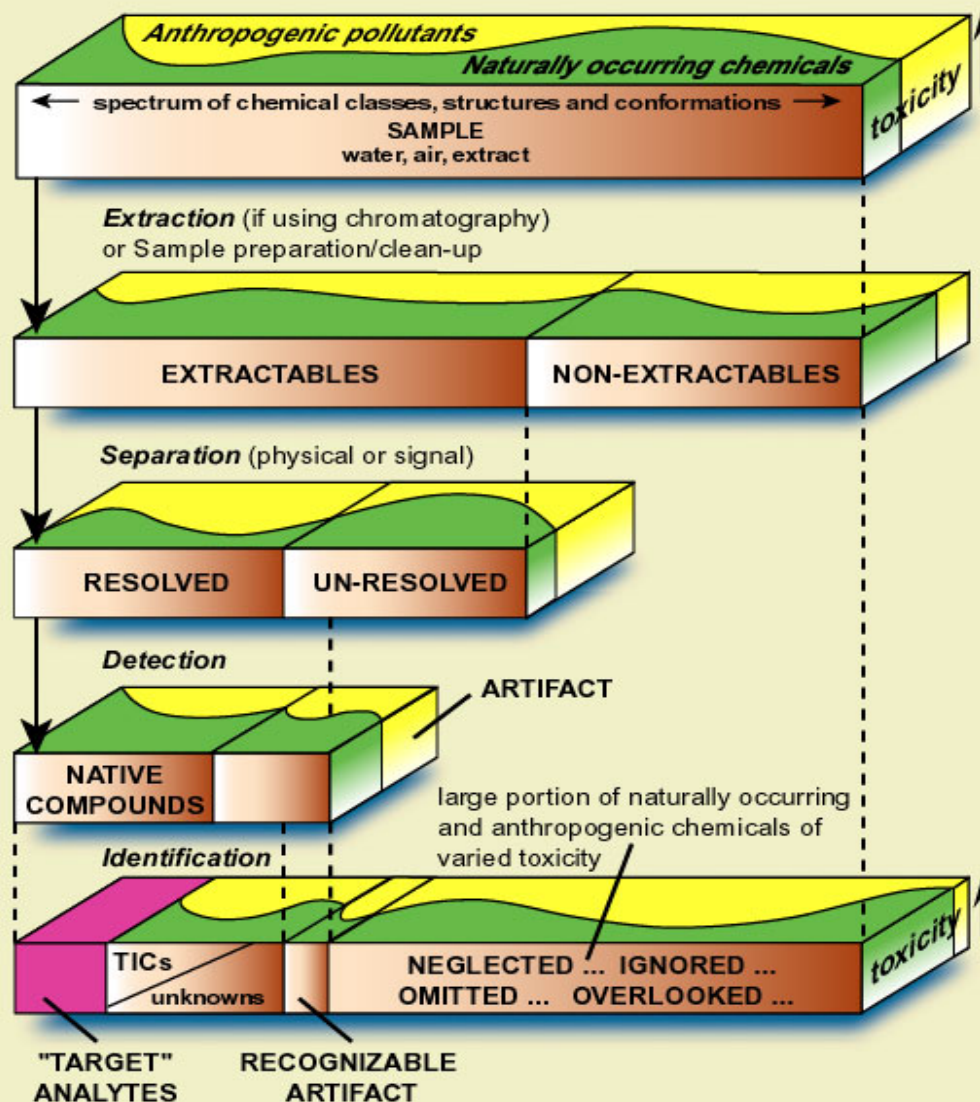 Anthropogenic pollutants
Naturally occurring chemicals
toxicity
← spectrum of chemical classes, structures and conformations →
SAMPLE
water, air, extract
Extraction (if using chromatography)
or Sample preparation/clean-up
EXTRACTABLES
NON-EXTRACTABLES
Separation (physical or signal)
RESOLVED
UN-RESOLVED
Detection
ARTIFACT
NATIVE
COMPOUNDS
large portion of naturally occurring
and anthropogenic chemicals of
varied toxicity
Identification
TICs
unknowns
NEGLECTED ... IGNORED ...
OMITTED ... OVERLOOKED ...
toxicity
"TARGET"
ANALYTES
RECOGNIZABLE
ARTIFACT